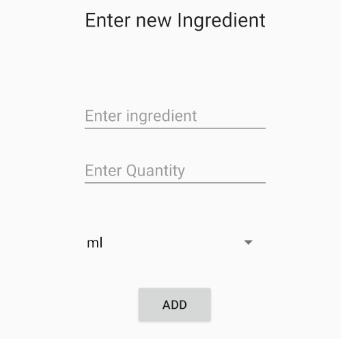 Enter new Ingredient
Enter ingredient
Enter Quantity
ml
ADD